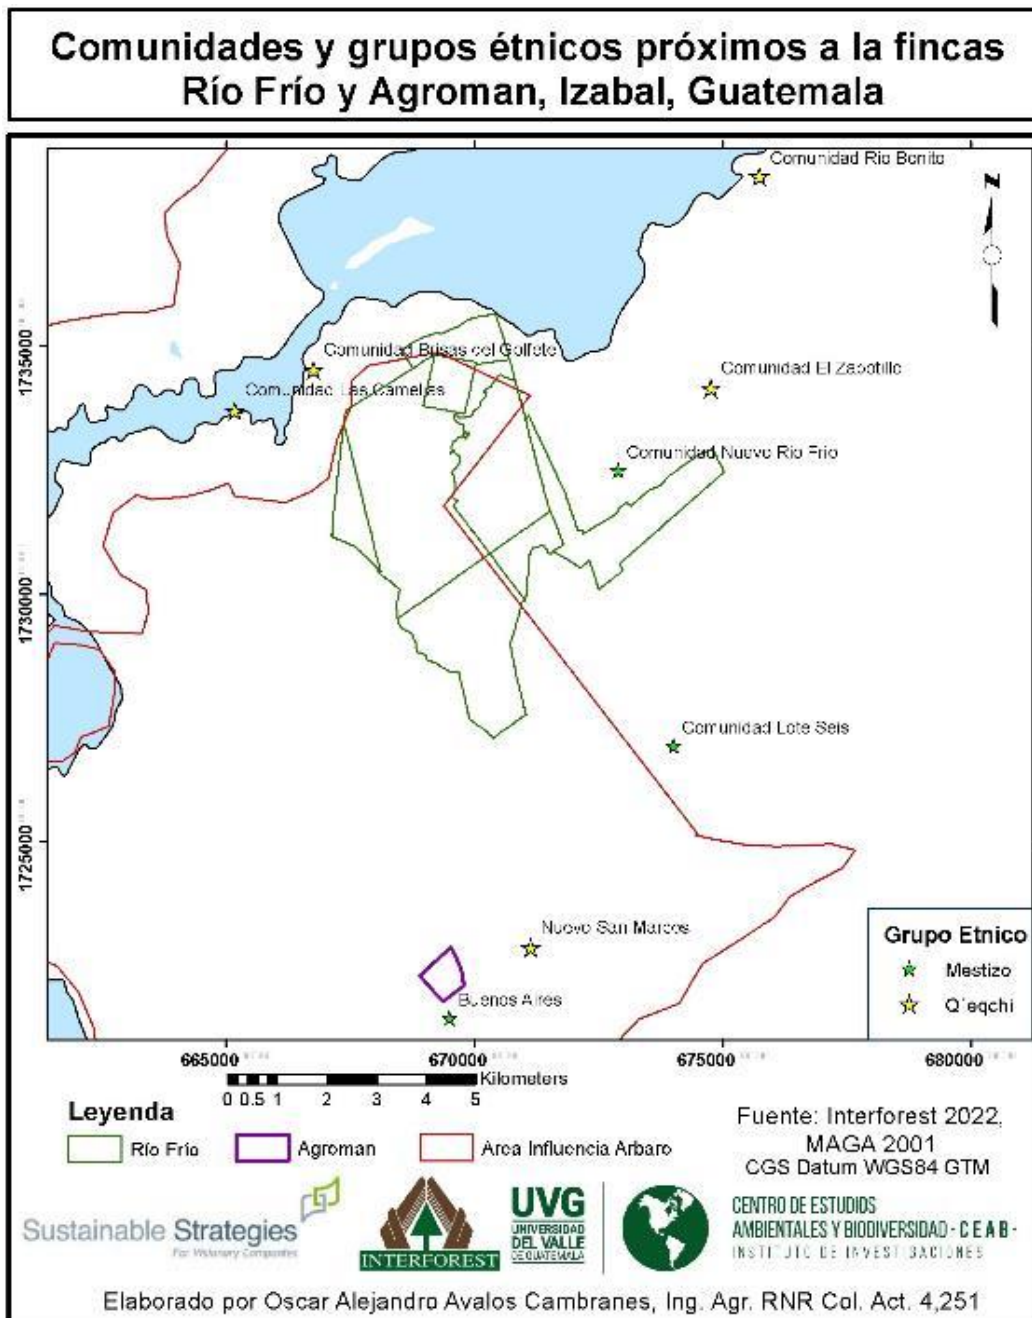 Comunidades y grupos étnicos próximos a la fincas
Río Frío y Agroman, Izabal, Guatemala
Comunidad Rio Bonito
N
1735000
Comunidad Brisas del Golfete
Comunidad El Zapotillo
Comunidad Las Camelias
Comunidad Nuevo Rio Frio
1730000
Comunidad Lote Seis
1725000
Nuevo San Marcos
Buenos Aires
Grupo Etnico
Mestizo
Q'eqchi
665000
670000
675000
680000
Kilometers
0 0.5 1 2 3 4 5
Leyenda
Río Frío
Agroman
Area Influencia Arbaro
Fuente: Interforest 2022,
MAGA 2001
CGS Datum WGS84 GTM
Sustainable Strategies
For Visionary Companies
INTERFOREST
UVG
UNIVERSIDAD
DEL VALLE
DE GUATEMALA
CENTRO DE ESTUDIOS
AMBIENTALES Y BIODIVERSIDAD - CEAB -
INSTITUTO DE INVESTIGACIONES
Elaborado por Oscar Alejandro Avalos Cambranes, Ing. Agr. RNR Col. Act. 4,251